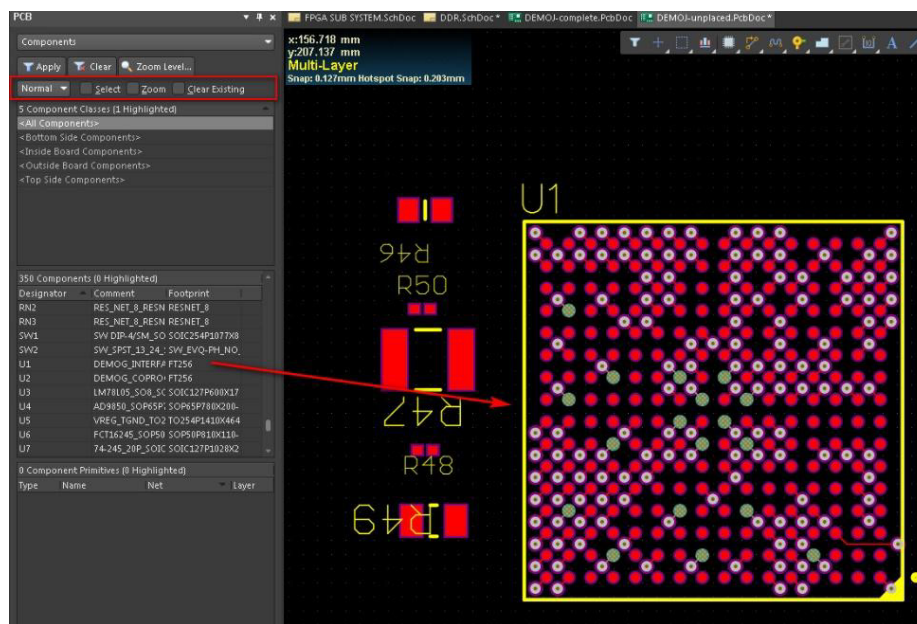 PCB
FPGA SUB SYSTEM.SchDoc DDR.SchDoc * DEMOJ-complete.PcbDoc DEMOJ-unplaced.PcbDoc *
Components
Apply Clear Zoom Level...
Normal Select Zoom Clear Existing
5 Component Classes (1 Highlighted)
<All Components>
<Bottom Side Components>
<Inside Board Components>
<Outside Board Components>
<Top Side Components>
350 Components (0 Highlighted)
Designator Comment Footprint
RN2 RES_NET_8_RESN RESNET_8
RN3 RES_NET_8_RESN RESNET_8
SW1 SW DIP-4/SM_SO SOIC254P1077X8
SW2 SW_SPST_13_24_ SW_EVQ-PH_NO_
U1 DEMOG_INTERFA FT256
U2 DEMOG_COPRO FT256
U3 LM78L05_SO8_SC SOIC127P600X17
U4 AD9850_SOP65P: SOP65P780X200-
U5 VREG_TGND_TO2 TO254P1410X464
U6 FCT16245_SOP50 SOP50P810X110-
U7 74-245_20P_SOIC SOIC127P1028X2
0 Component Primitives (0 Highlighted)
Type Name Net Layer
x:156.718 mm
y:207.137 mm
Multi-Layer
Snap: 0.127mm Hotspot Snap: 0.203mm
U1
R46
R50
R47
R48
R49